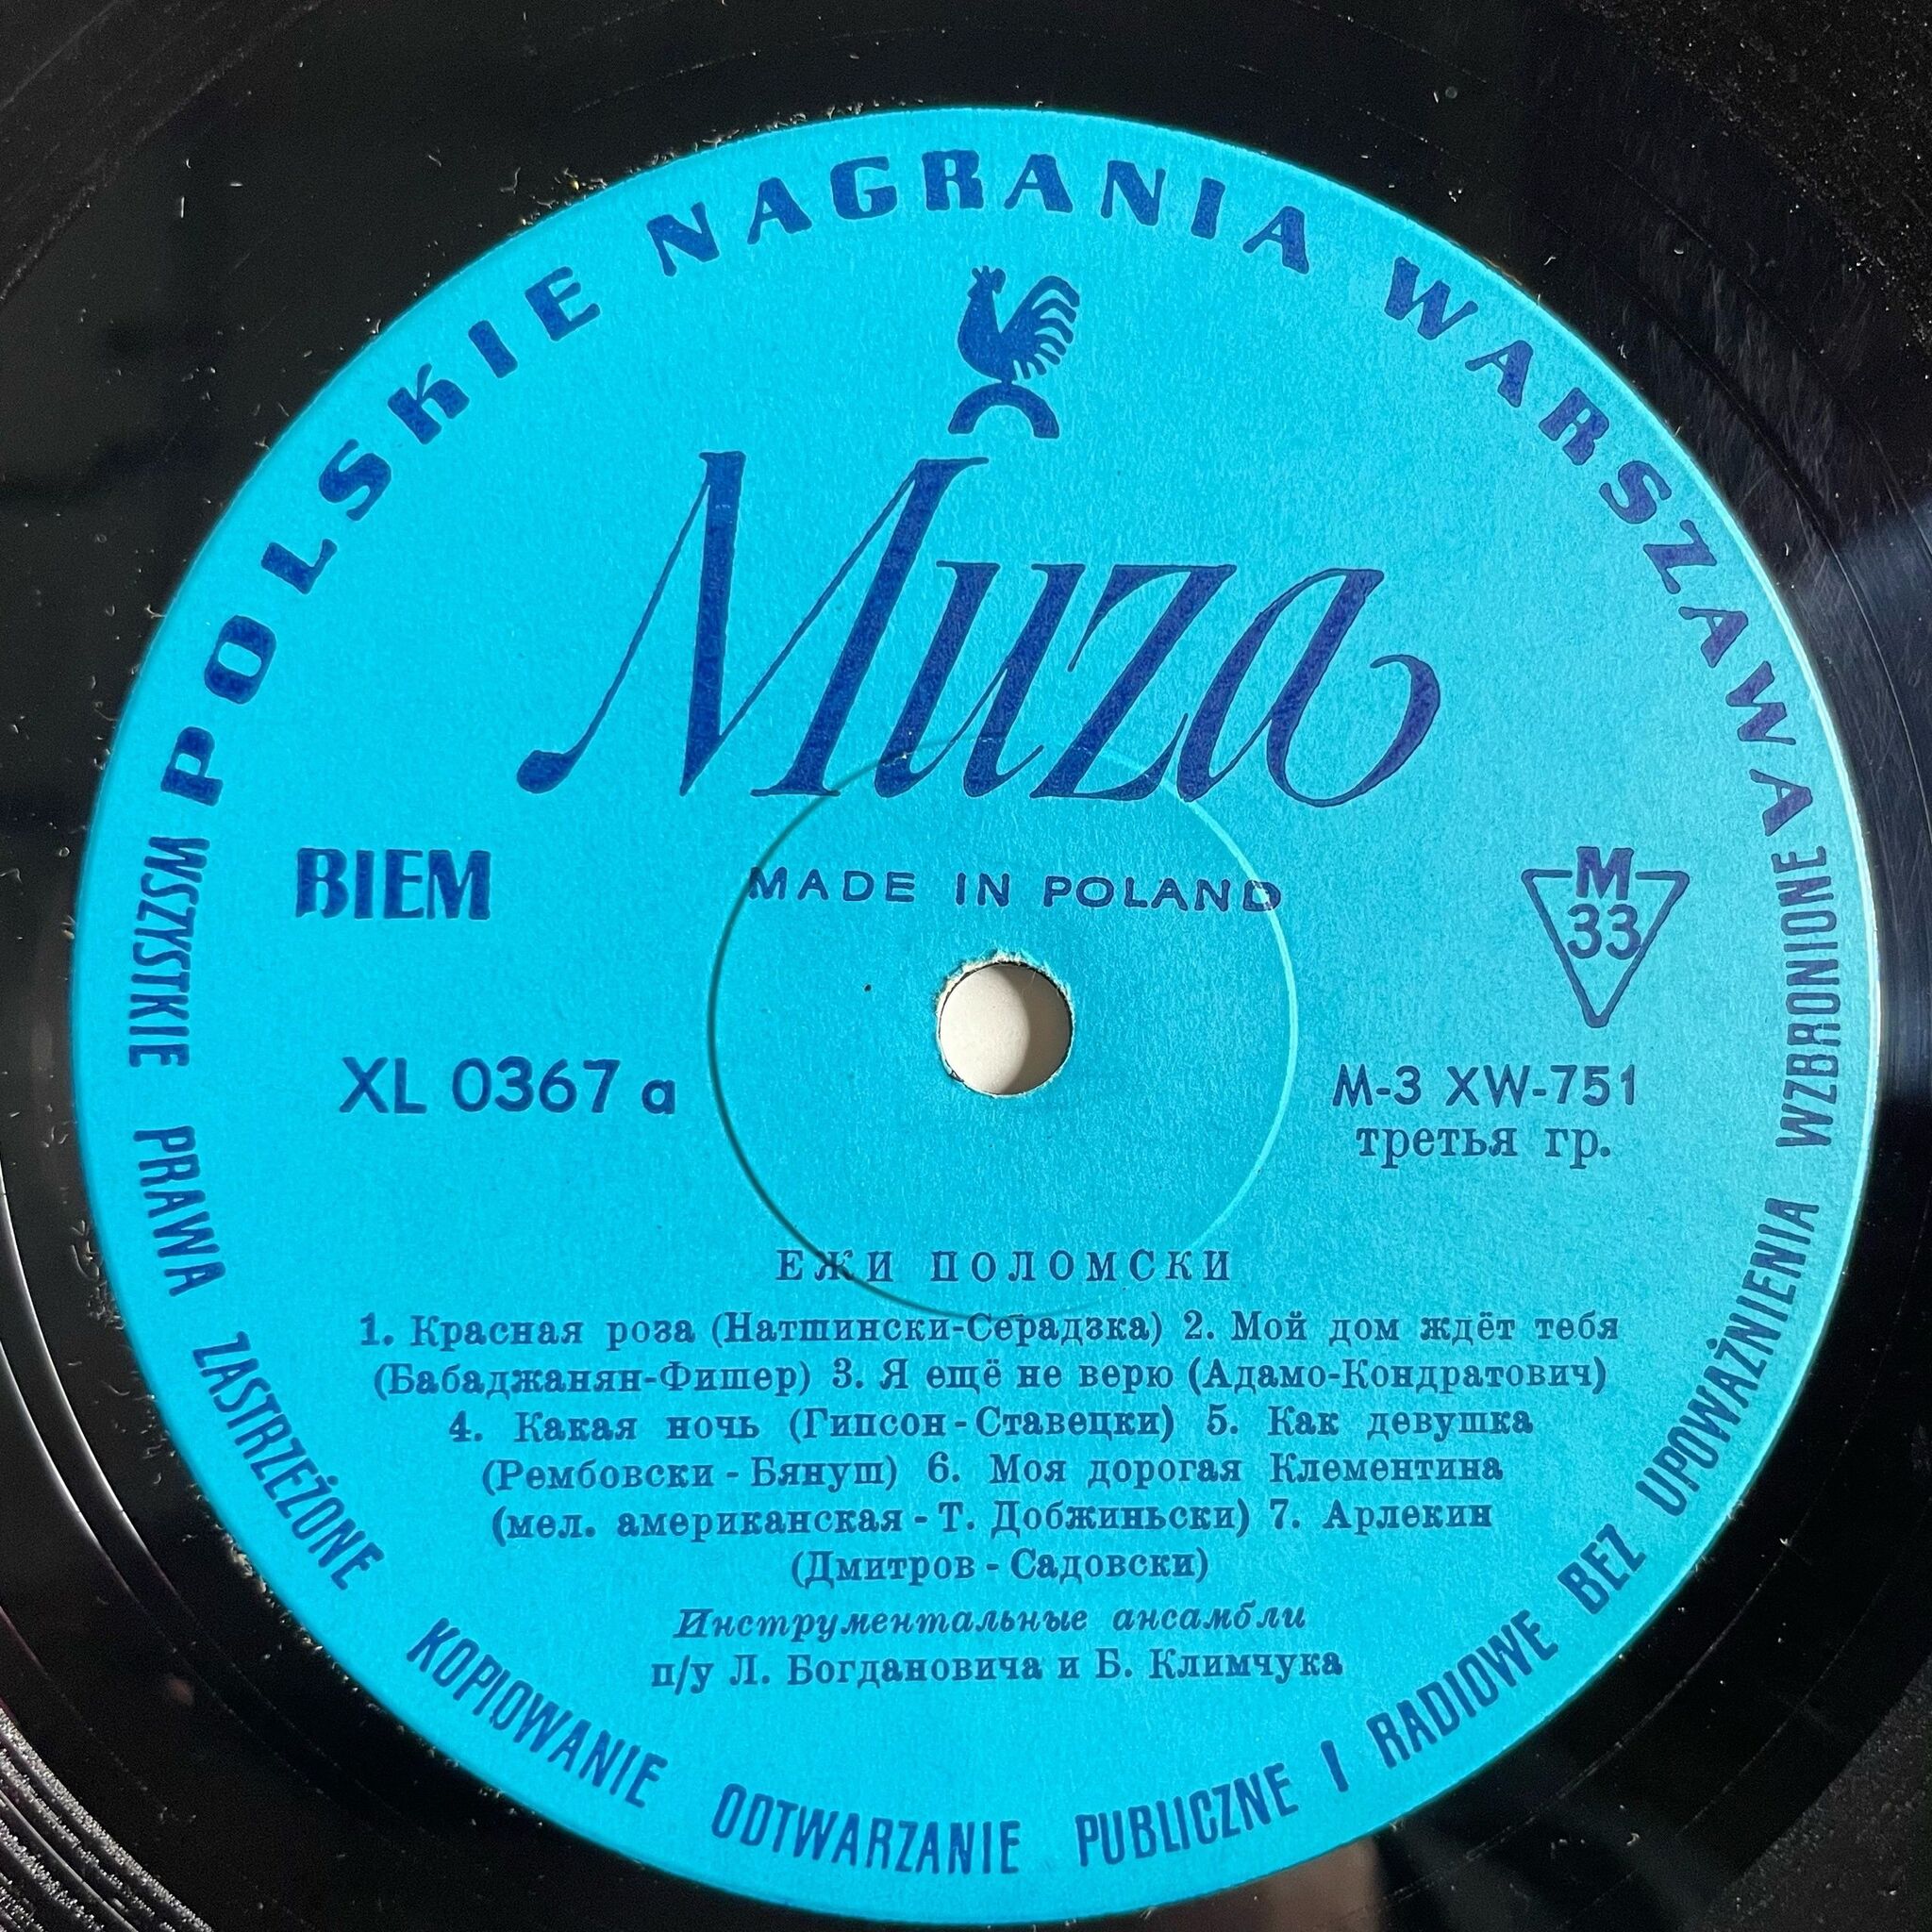 POLSKIE NAGRANIA WARSZAWA
Muza
BIEM
MADE IN POLAND
M
33
XL 0367 a
M-3 XW-751
третья гр.
ЕЖИ ПОЛОМСКИ
1. Красная роза (Натшински-Серадзка) 2. Мой дом ждёт тебя
(Бабаджанян-Фишер) 3. Я ещё не верю (Адамо-Кондратович)
4. Какая ночь (Гипсон-Ставецки) 5. Как девушка
(Рембовски - Бянуш) 6. Моя дорогая Клементина
(мел. американская - Т. Добжиньски) 7. Арлекин
(Дмитров - Садовски)
Инструментальные ансамбли
п/у Л. Богдановича и Б. Климчука
WSZYSTKIE PRAWA ZASTRZEŻONE KOPIOWANIE ODTWARZANIE PUBLICZNE I RADIOWE BEZ UPOWAŻNIENIA WZBRONIONE